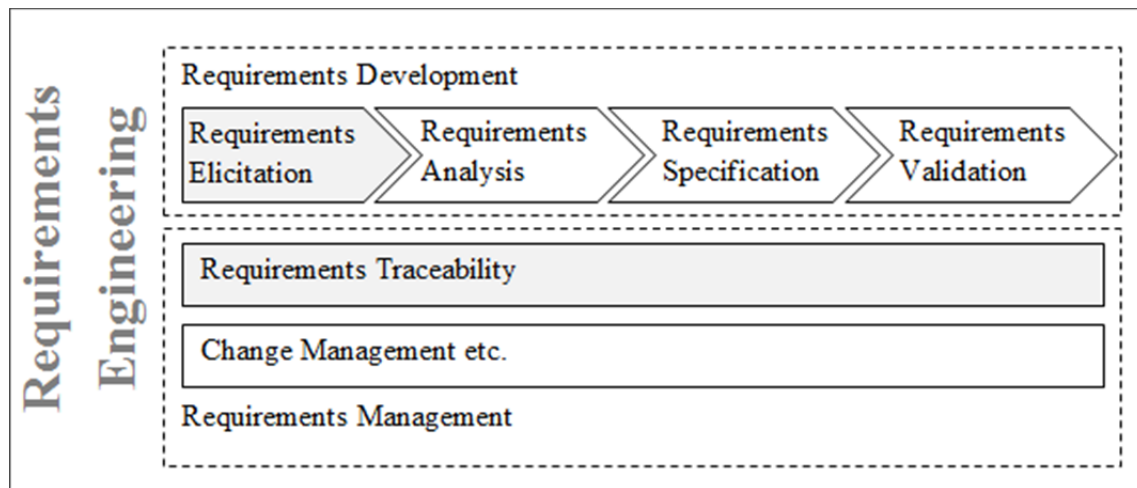 Requirements
Engineering
Requirements Development
Requirements
Elicitation
Requirements
Analysis
Requirements
Specification
Requirements
Validation
Requirements Traceability
Change Management etc.
Requirements Management